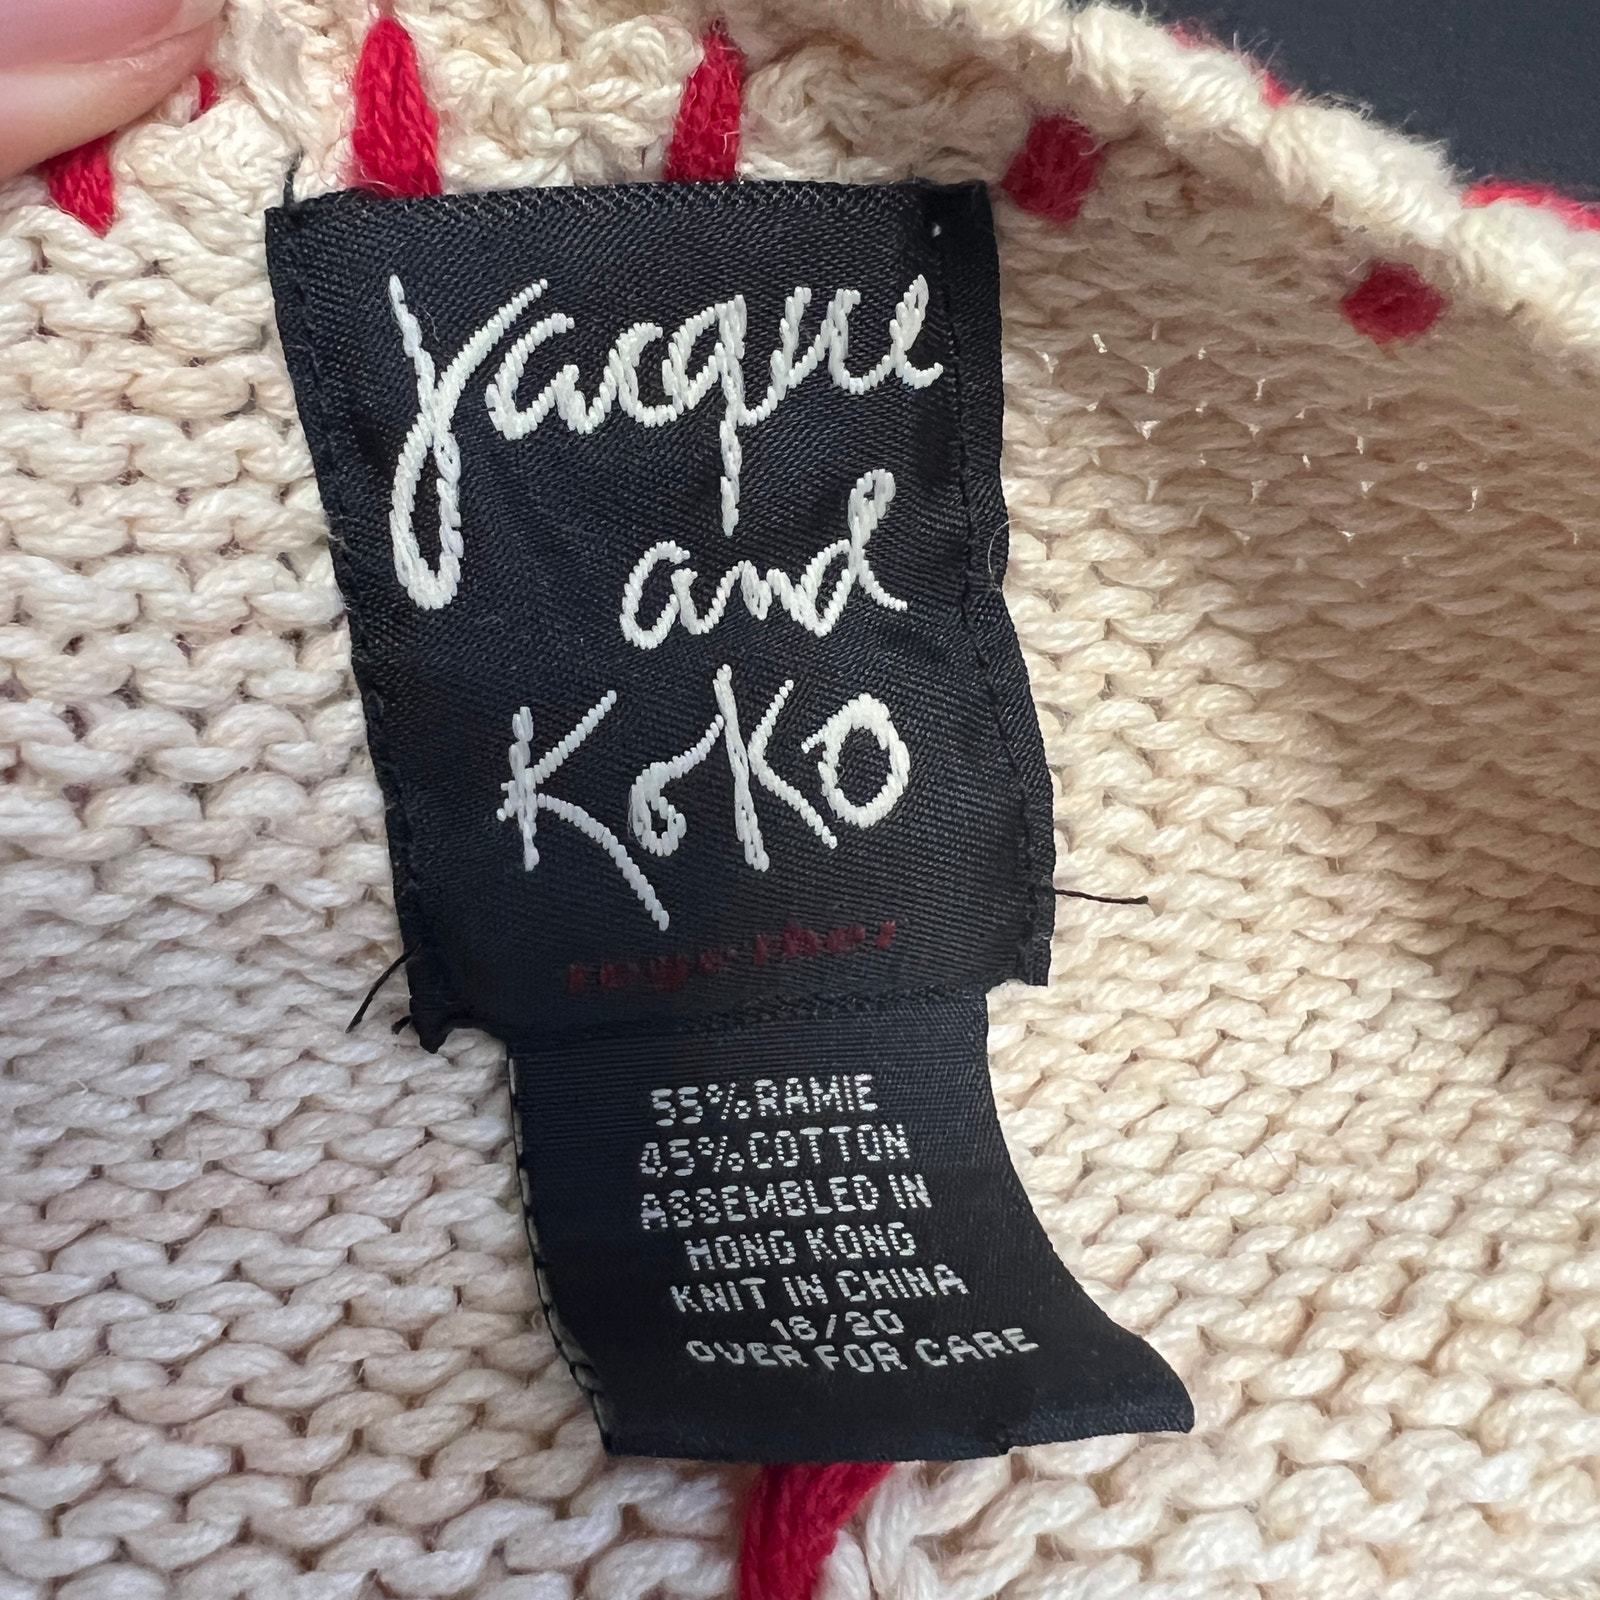 Jacque
and
KoKo
together
55%RAMIE
45%COTTON
ASSEMBLED IN
HONG KONG
KNIT IN CHINA
18/20
OVER FOR CARE